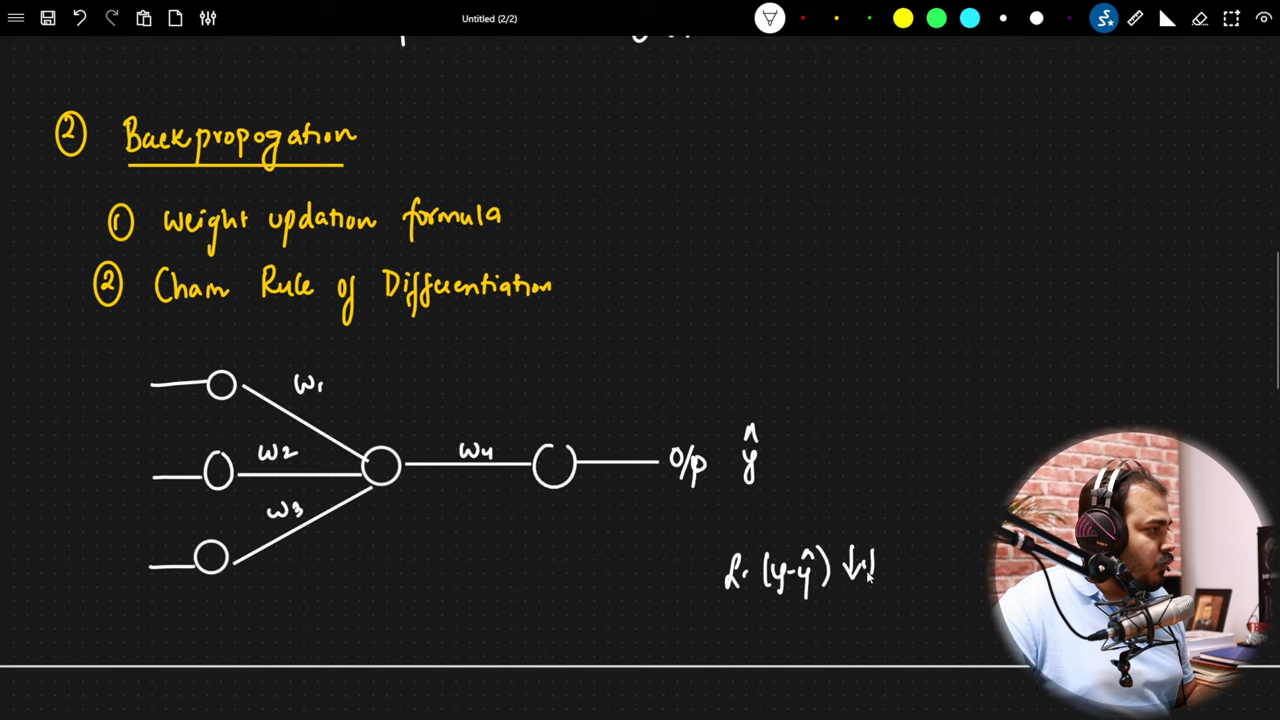 Untitled (2/2)
② Backpropogation
① Weight updation formula
② Chain Rule of Differentiation
W1
W2
W4
O/p ŷ
W3
(y-ŷ) ↓